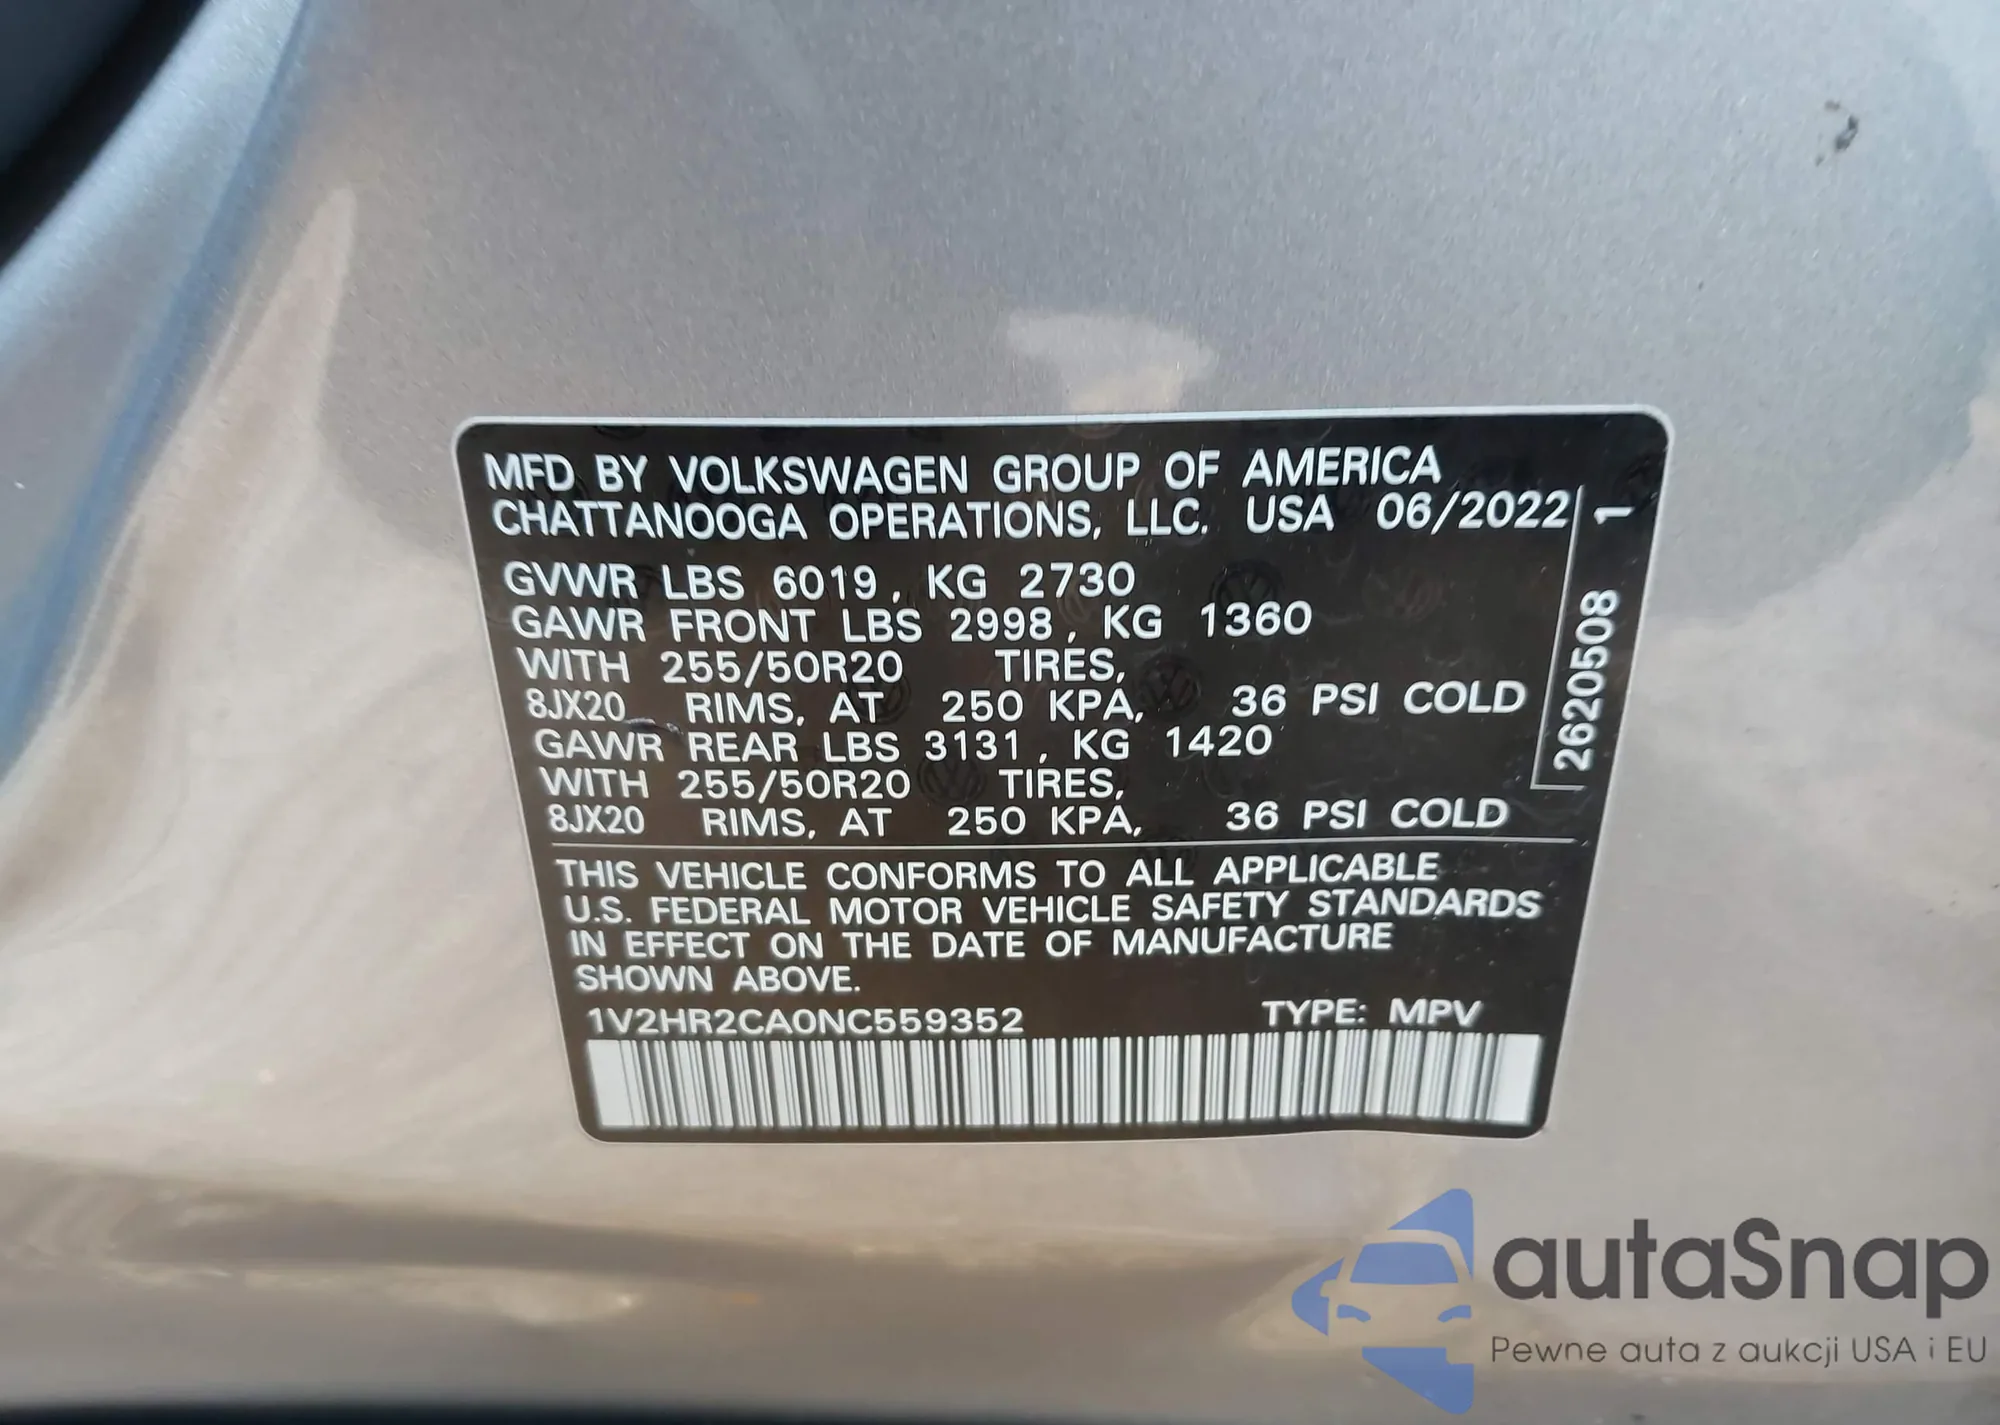 MFD BY VOLKSWAGEN GROUP OF AMERICA
CHATTANOOGA OPERATIONS, LLC. USA 06/2022
GVWR LBS 6019, KG 2730
GAWR FRONT LBS 2998, KG 1360
WITH 255/50R20 TIRES,
8JX20 RIMS, AT 250 KPA, 36 PSI COLD
GAWR REAR LBS 3131, KG 1420
WITH 255/50R20 TIRES,
8JX20 RIMS, AT 250 KPA, 36 PSI COLD
2620508 1
THIS VEHICLE CONFORMS TO ALL APPLICABLE
U.S. FEDERAL MOTOR VEHICLE SAFETY STANDARDS
IN EFFECT ON THE DATE OF MANUFACTURE
SHOWN ABOVE.
1V2HR2CA0NC559352 TYPE: MPV
autaSnap
Pewne auta z aukcji USA i EU